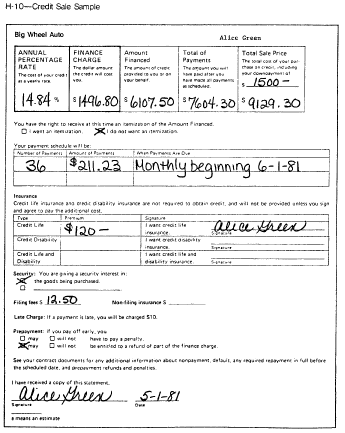 H-10—Credit Sale Sample
Big Wheel Auto Alice Green
ANNUAL PERCENTAGE RATE
The cost of your credit as a yearly rate.
14.84 %
FINANCE CHARGE
The dollar amount the credit will cost you.
$1496.80
Amount Financed
The amount of credit provided to you or on your behalf.
$6107.50
Total of Payments
The amount you will have paid after you have made all payments as scheduled.
$7604.30
Total Sale Price
The total cost of your purchase on credit, including your downpayment of
$ 1500—
$9129.30
You have the right to receive at this time an itemization of the Amount Financed.
☐ I want an itemization. ☒ I do not want an itemization.
Your payment schedule will be:
Number of Payments Amount of Payments When Payments Are Due
36 $211.23 Monthly beginning 6-1-81
Insurance
Credit life insurance and credit disability insurance are not required to obtain credit, and will not be provided unless you sign and agree to pay the additional cost.
Type Premium Signature
Credit Life $120— I want credit life insurance. Alice Green
Signature
Credit Disability I want credit disability insurance.
Signature
Credit Life and Disability I want credit life and disability insurance.
Signature
Security: You are giving a security interest in:
☒ the goods being purchased.
☐
Filing fees $ 12.50 Non-filing insurance $
Late Charge: If a payment is late, you will be charged $10.
Prepayment: If you pay off early, you
☐ may ☐ will not have to pay a penalty.
☒ may ☐ will not be entitled to a refund of part of the finance charge.
See your contract documents for any additional information about nonpayment, default, any required repayment in full before the scheduled date, and prepayment refunds and penalties.
I have received a copy of this statement.
Alice Green 5-1-81
Signature Date
e means an estimate